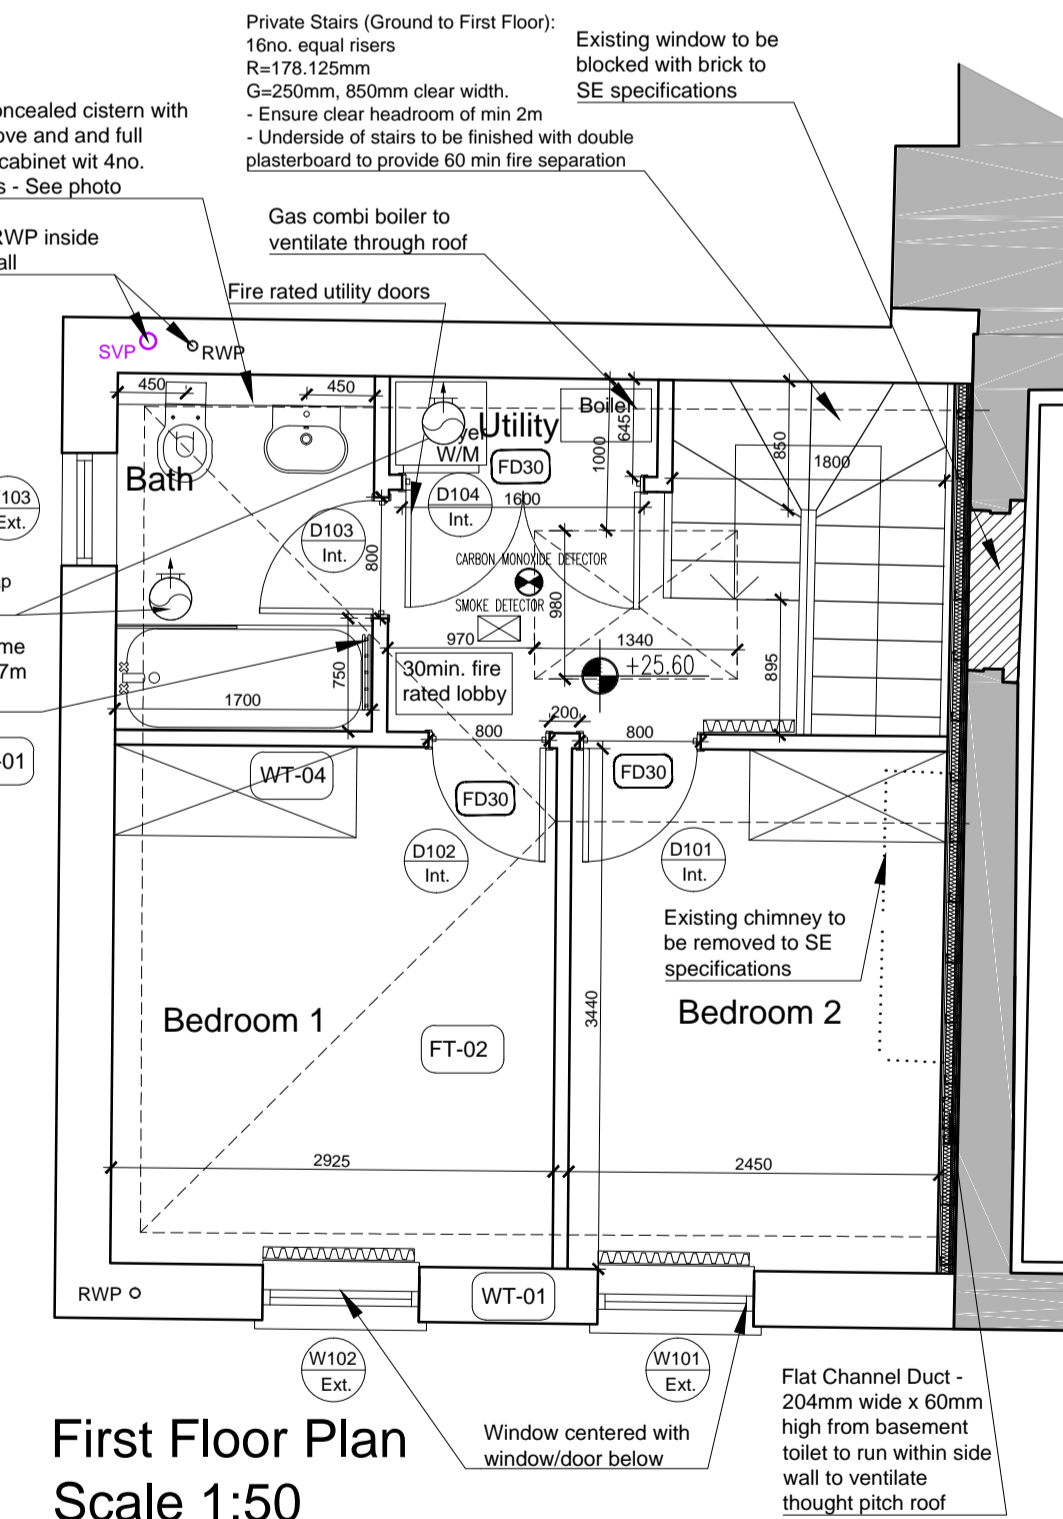 Private Stairs (Ground to First Floor):
16no. equal risers
R=178.125mm
G=250mm, 850mm clear width.
- Ensure clear headroom of min 2m
- Underside of stairs to be finished with double
plasterboard to provide 60 min fire separation
Existing window to be
blocked with brick to
SE specifications
oncealed cistern with
ove and and full
cabinet wit 4no.
s - See photo
Gas combi boiler to
ventilate through roof
RWP inside
all
Fire rated utility doors
SVP
RWP
450
450
Boiler
645
1000
850
1800
Utility
yer
W/M
FD30
Bath
103
Ext.
D104
Int.
1600
D103
Int.
800
CARBON MONOXIDE DETECTOR
SMOKE DETECTOR
980
p
me
7m
970
1340
+25.60
895
30min. fire
rated lobby
750
1700
200
800
800
01
WT-04
FD30
FD30
D102
Int.
D101
Int.
Existing chimney to
be removed to SE
specifications
3440
Bedroom 1
Bedroom 2
FT-02
2925
2450
RWP
WT-01
W102
Ext.
W101
Ext.
Flat Channel Duct -
204mm wide x 60mm
high from basement
toilet to run within side
wall to ventilate
thought pitch roof
Window centered with
window/door below
First Floor Plan
Scale 1:50